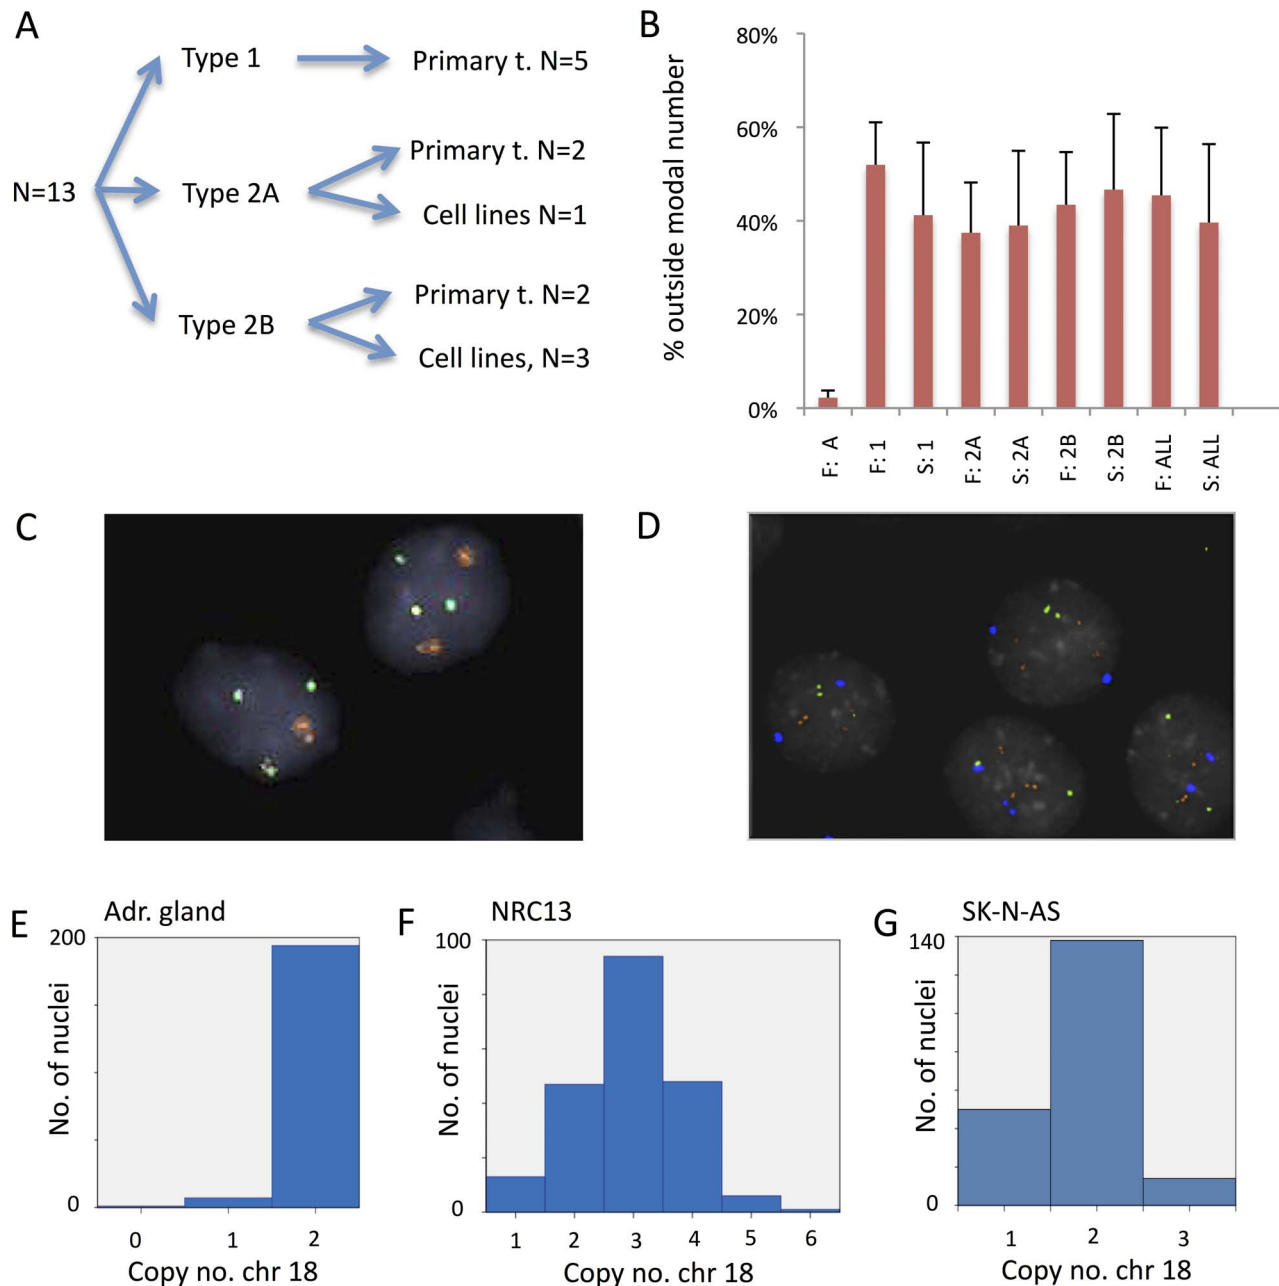 A
Type 1
Primary t. N=5
N=13
Type 2A
Primary t. N=2
Cell lines N=1
Type 2B
Primary t. N=2
Cell lines, N=3
B
% outside modal number
80%
60%
40%
20%
0%
F: A
F: 1
S: 1
F: 2A
S: 2A
F: 2B
S: 2B
F: ALL
S: ALL
C
D
E
Adr. gland
No. of nuclei
200
0
0 1 2
Copy no. chr 18
F
NRC13
No. of nuclei
100
0
1 2 3 4 5 6
Copy no. chr 18
G
SK-N-AS
No. of nuclei
140
0
1 2 3
Copy no. chr 18